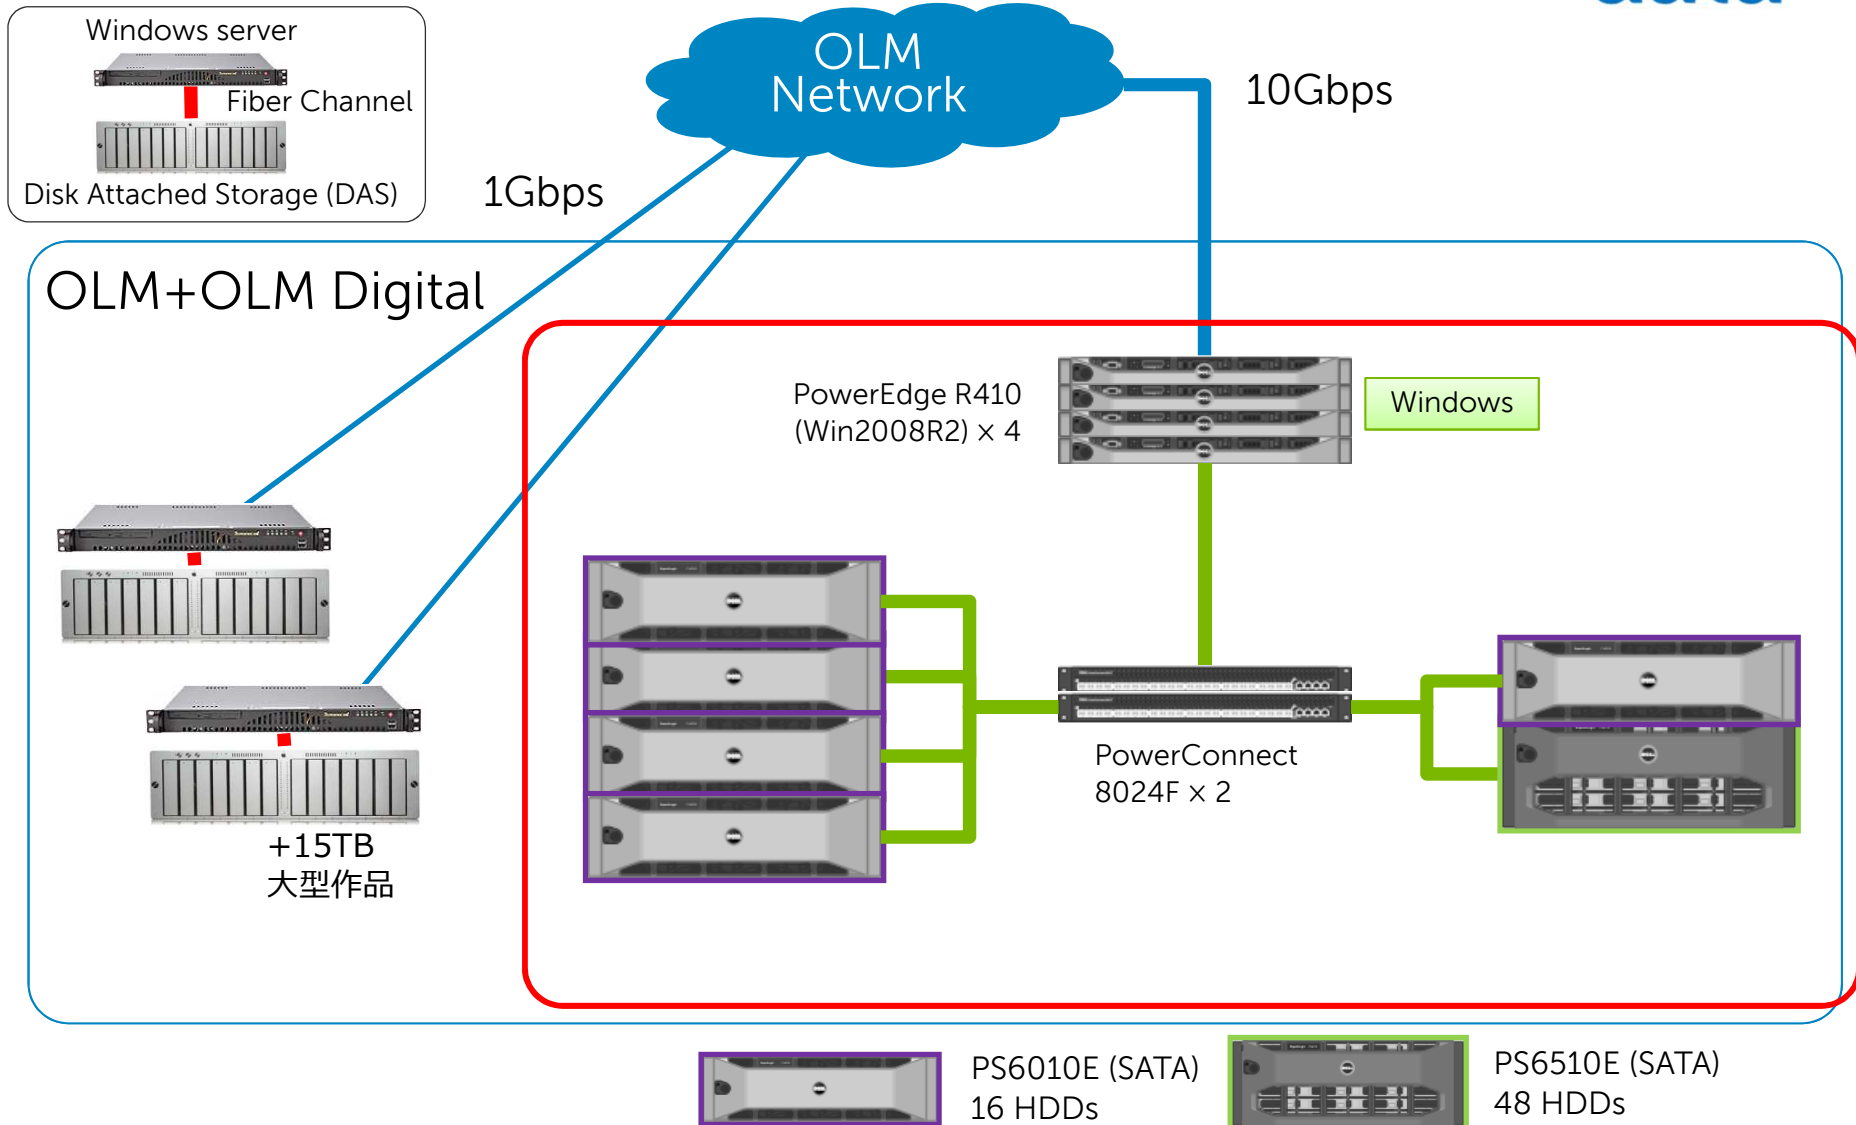 Windows server
Fiber Channel
Disk Attached Storage (DAS)
OLM
Network
10Gbps
1Gbps
OLM+OLM Digital
PowerEdge R410
(Win2008R2) × 4
Windows
PowerConnect
8024F × 2
+15TB
大型作品
PS6010E (SATA)
16 HDDs
PS6510E (SATA)
48 HDDs